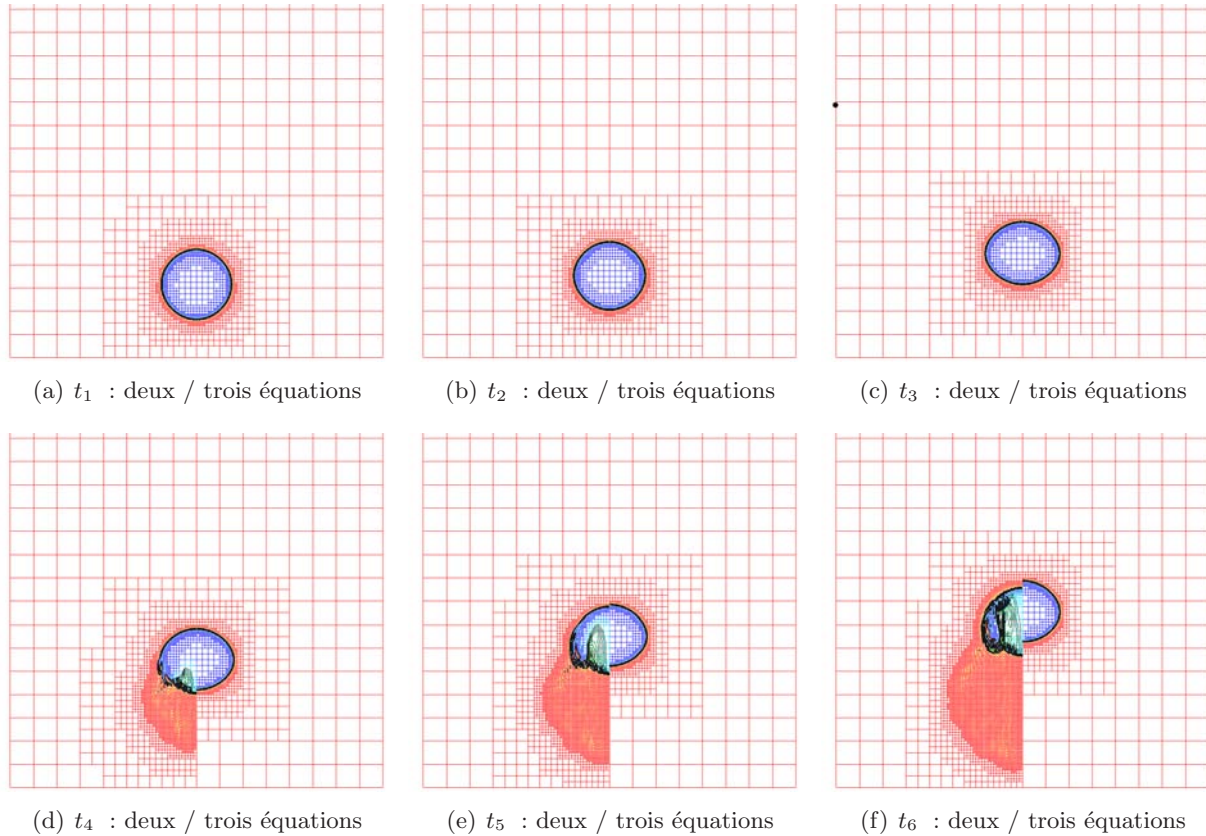 (a) t₁ : deux / trois équations
(b) t₂ : deux / trois équations
(c) t₃ : deux / trois équations
(d) t₄ : deux / trois équations
(e) t₅ : deux / trois équations
(f) t₆ : deux / trois équations